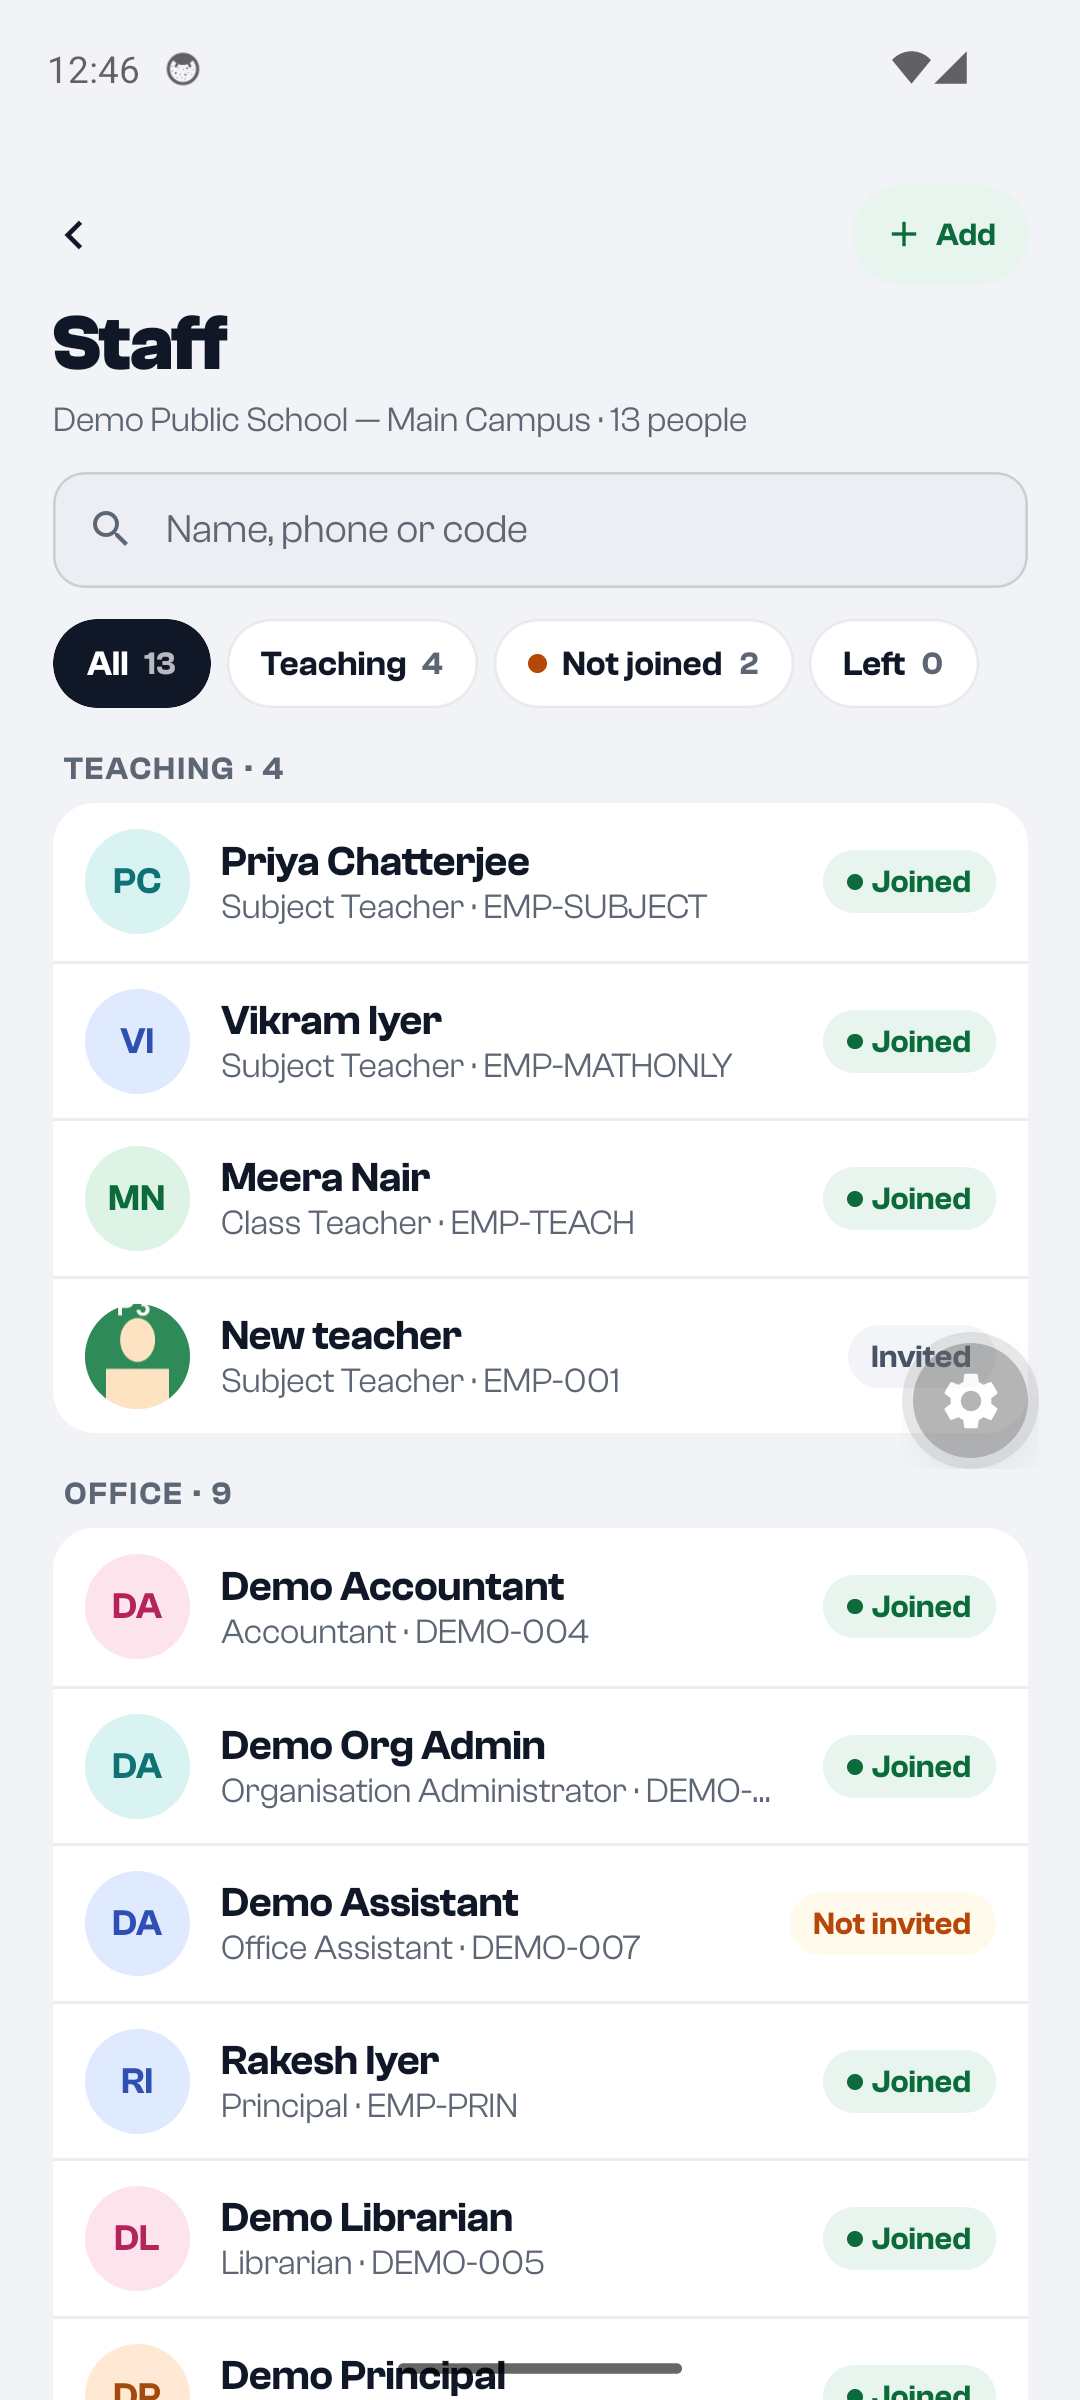 12:46
Add
Staff
Demo Public School — Main Campus · 13 people
Name, phone or code
All 13
Teaching 4
Not joined 2
Left 0
TEACHING · 4
PC
Priya Chatterjee
Subject Teacher · EMP-SUBJECT
Joined
VI
Vikram Iyer
Subject Teacher · EMP-MATHONLY
Joined
MN
Meera Nair
Class Teacher · EMP-TEACH
Joined
P3
New teacher
Subject Teacher · EMP-001
Invited
OFFICE · 9
DA
Demo Accountant
Accountant · DEMO-004
Joined
DA
Demo Org Admin
Organisation Administrator · DEMO-...
Joined
DA
Demo Assistant
Office Assistant · DEMO-007
Not invited
RI
Rakesh Iyer
Principal · EMP-PRIN
Joined
DL
Demo Librarian
Librarian · DEMO-005
Joined
DP
Demo Principal
Joined